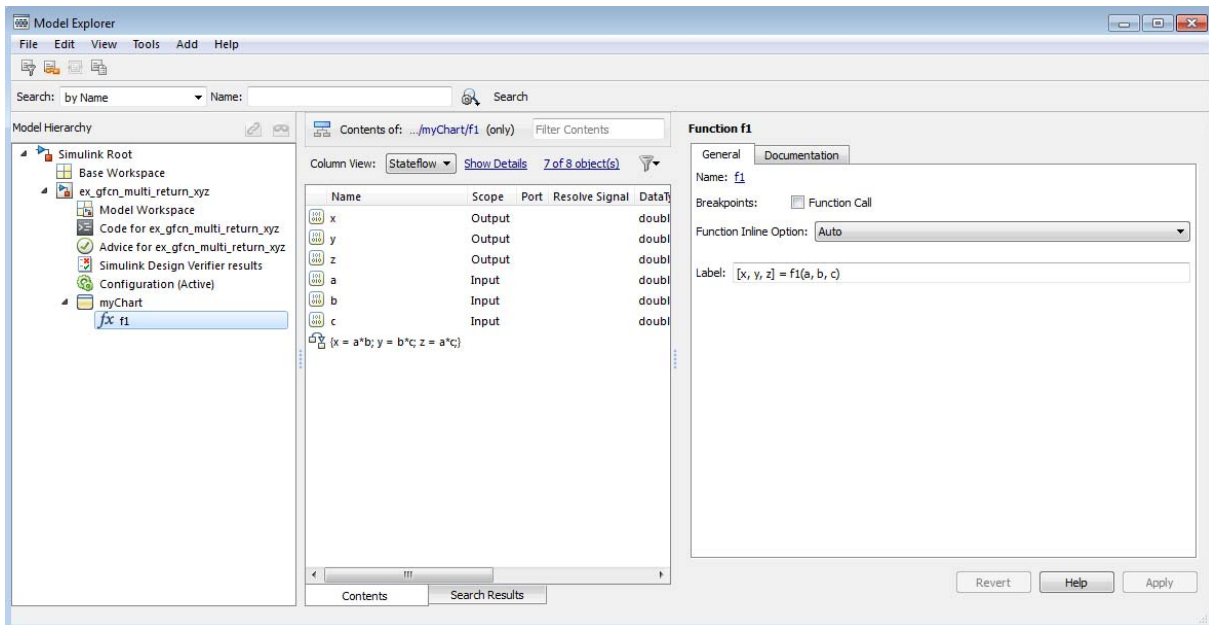 Model Explorer
File Edit View Tools Add Help
Search: by Name Name: Search
Model Hierarchy
Simulink Root
Base Workspace
ex_gfcn_multi_return_xyz
Model Workspace
Code for ex_gfcn_multi_return_xyz
Advice for ex_gfcn_multi_return_xyz
Simulink Design Verifier results
Configuration (Active)
myChart
fx f1
Contents of: .../myChart/f1 (only) Filter Contents
Column View: Stateflow Show Details 7 of 8 object(s)
Name Scope Port Resolve Signal DataTy
x Output doubl
y Output doubl
z Output doubl
a Input doubl
b Input doubl
c Input doubl
{x = a*b; y = b*c; z = a*c;}
Contents Search Results
Function f1
General Documentation
Name: f1
Breakpoints: Function Call
Function Inline Option: Auto
Label: [x, y, z] = f1(a, b, c)
Revert Help Apply